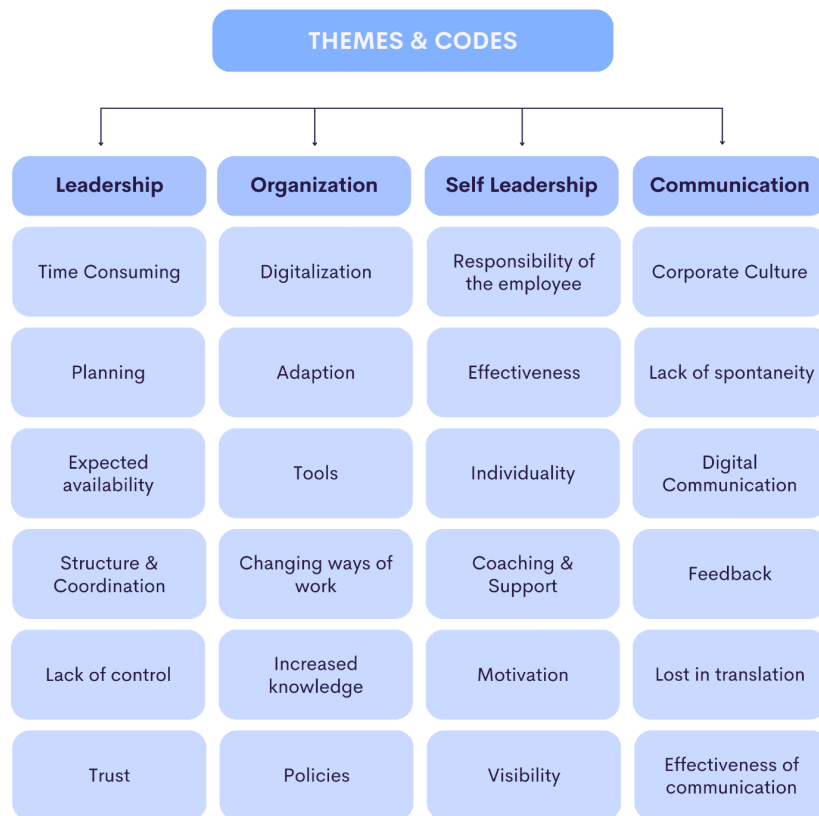 THEMES & CODES
Leadership
Organization
Self Leadership
Communication
Time Consuming
Digitalization
Responsibility of
the employee
Corporate Culture
Planning
Adaption
Effectiveness
Lack of spontaneity
Expected
availability
Tools
Individuality
Digital
Communication
Structure &
Coordination
Changing ways of
work
Coaching &
Support
Feedback
Lack of control
Increased
knowledge
Motivation
Lost in translation
Trust
Policies
Visibility
Effectiveness of
communication